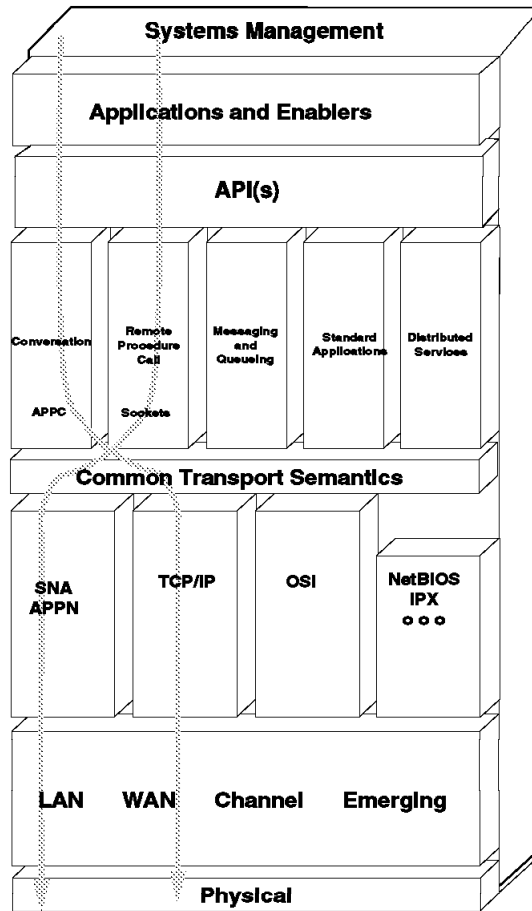 Systems Management
Applications and Enablers
API(s)
Conversation
APPC
Remote
Procedure
Call
Sockets
Messaging
and
Queueing
Standard
Applications
Distributed
Services
Common Transport Semantics
SNA
APPN
TCP/IP
OSI
NetBIOS
IPX
LAN WAN Channel Emerging
Physical